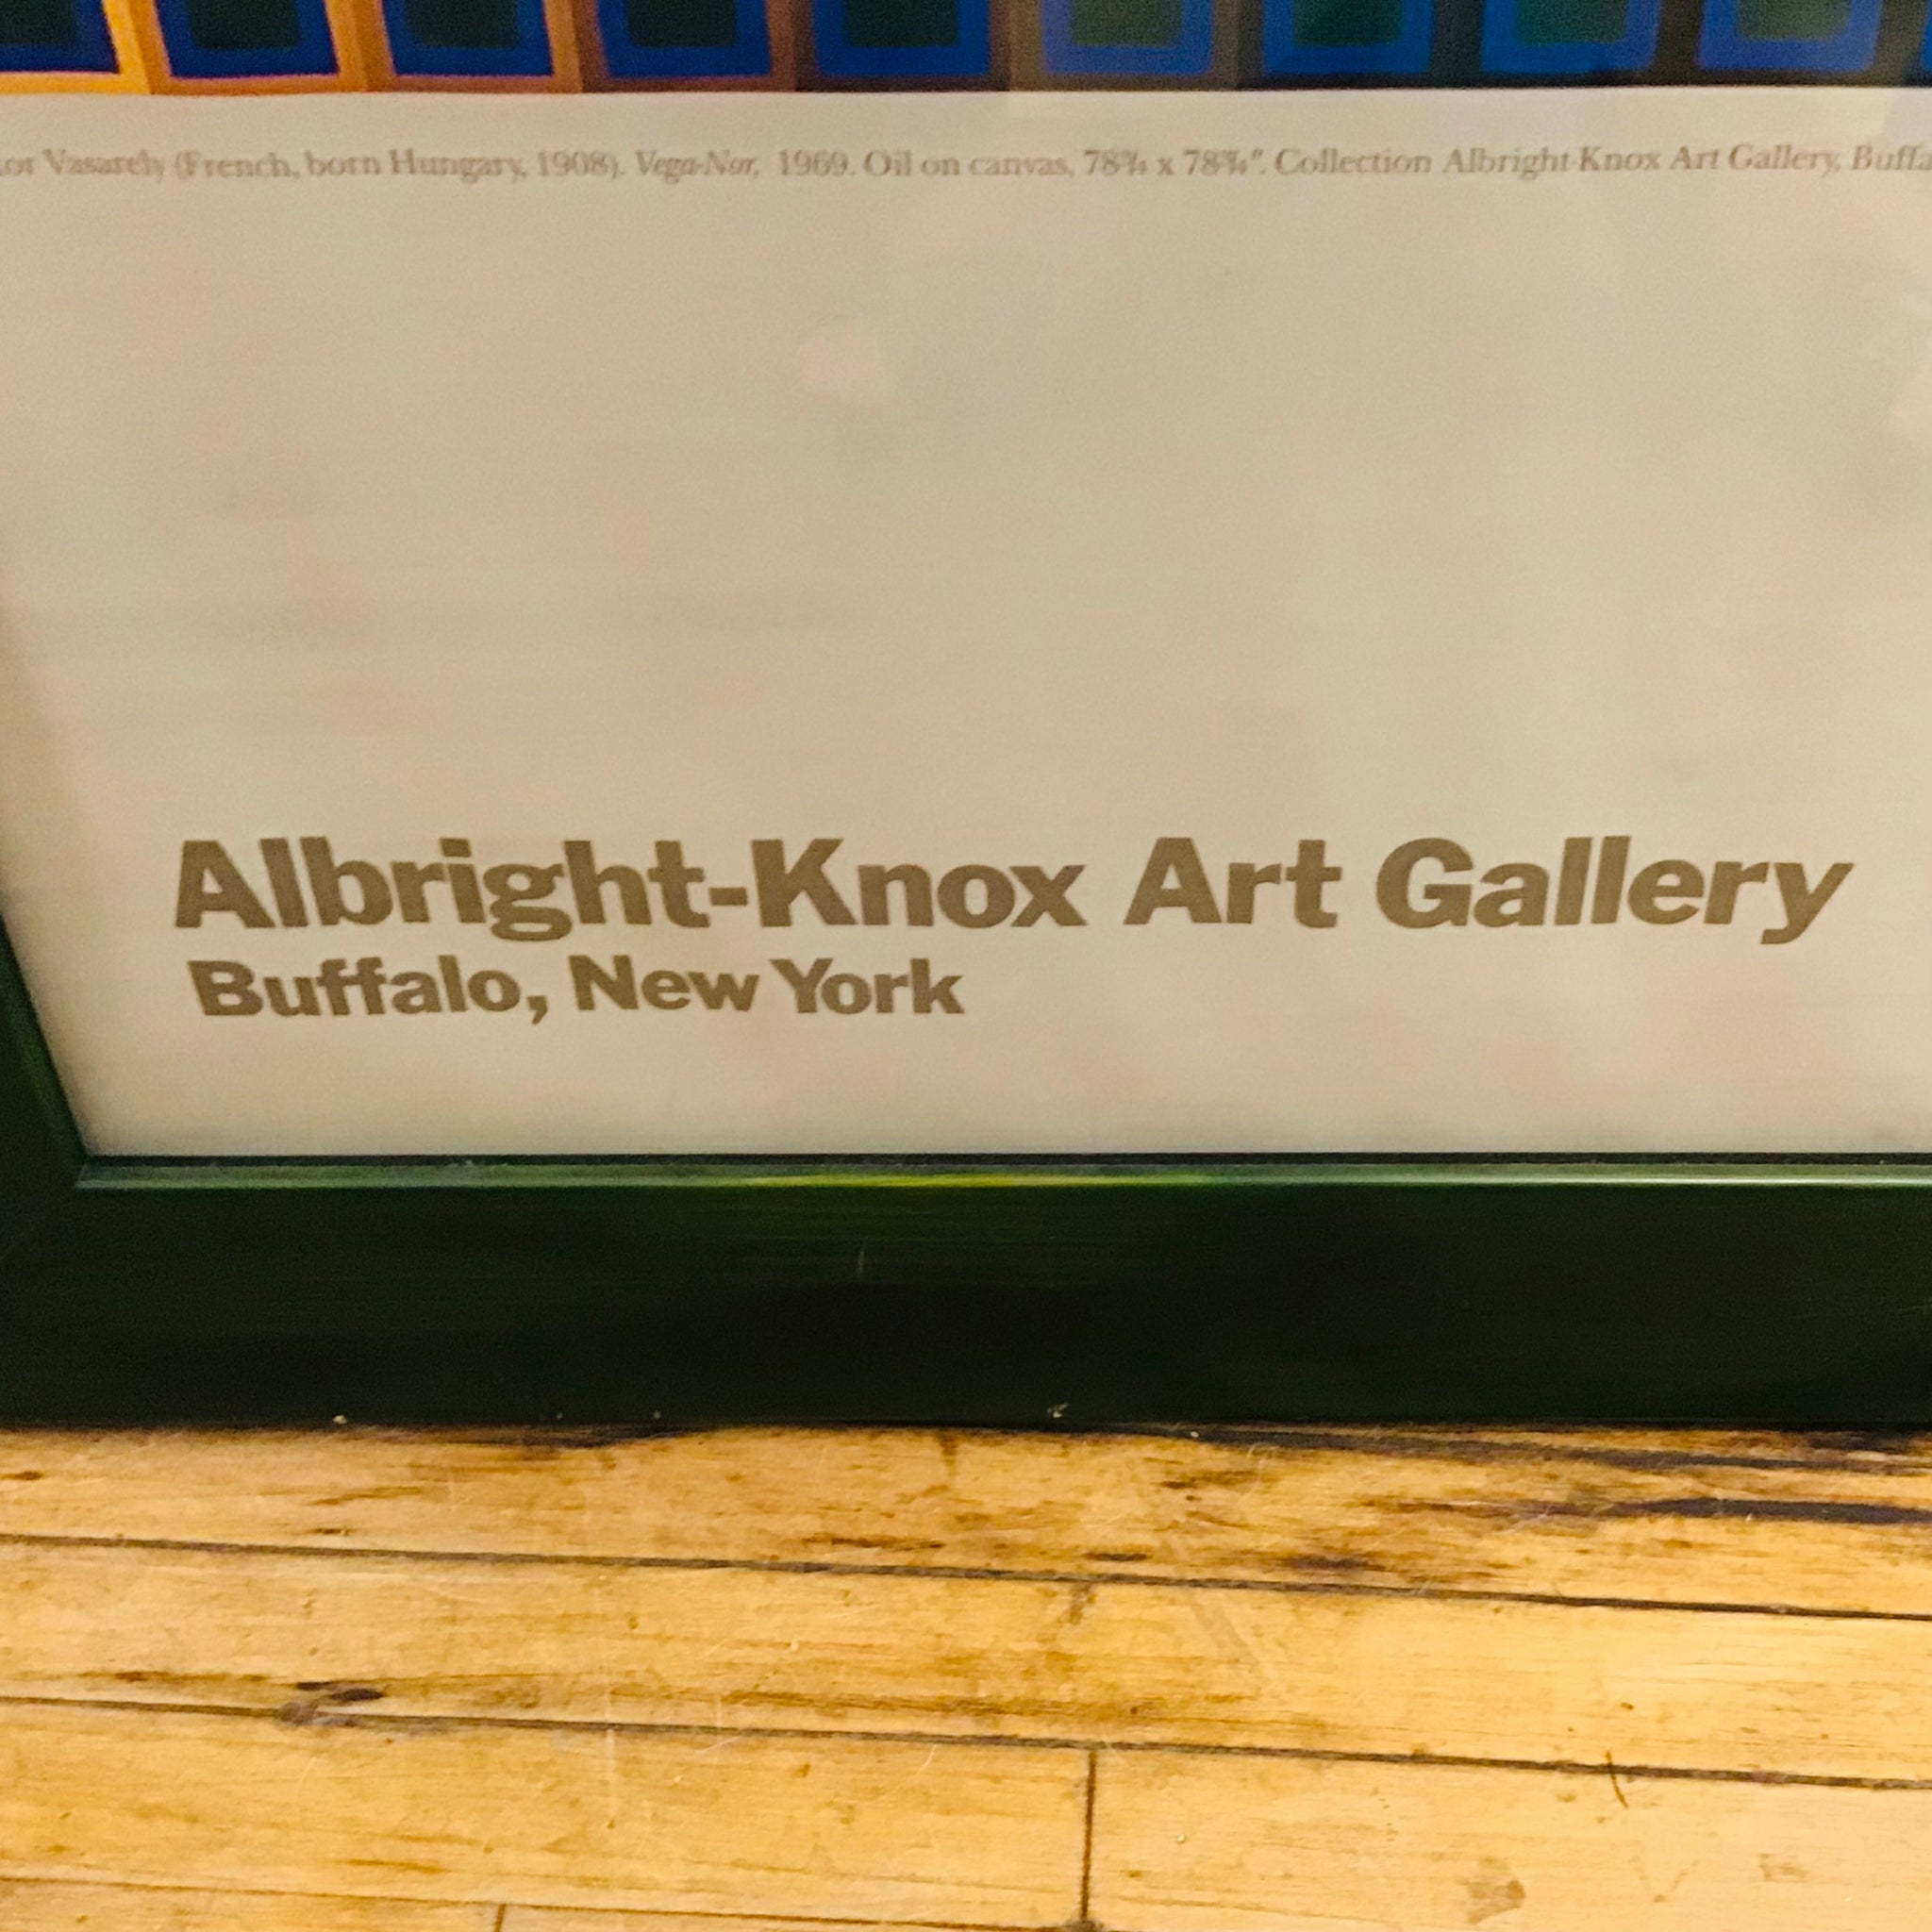 or Vasarely (French, born Hungary, 1908). Vega-Nor, 1969. Oil on canvas, 78¾ x 78¾". Collection Albright-Knox Art Gallery, Buffa
Albright-Knox Art Gallery
Buffalo, New York